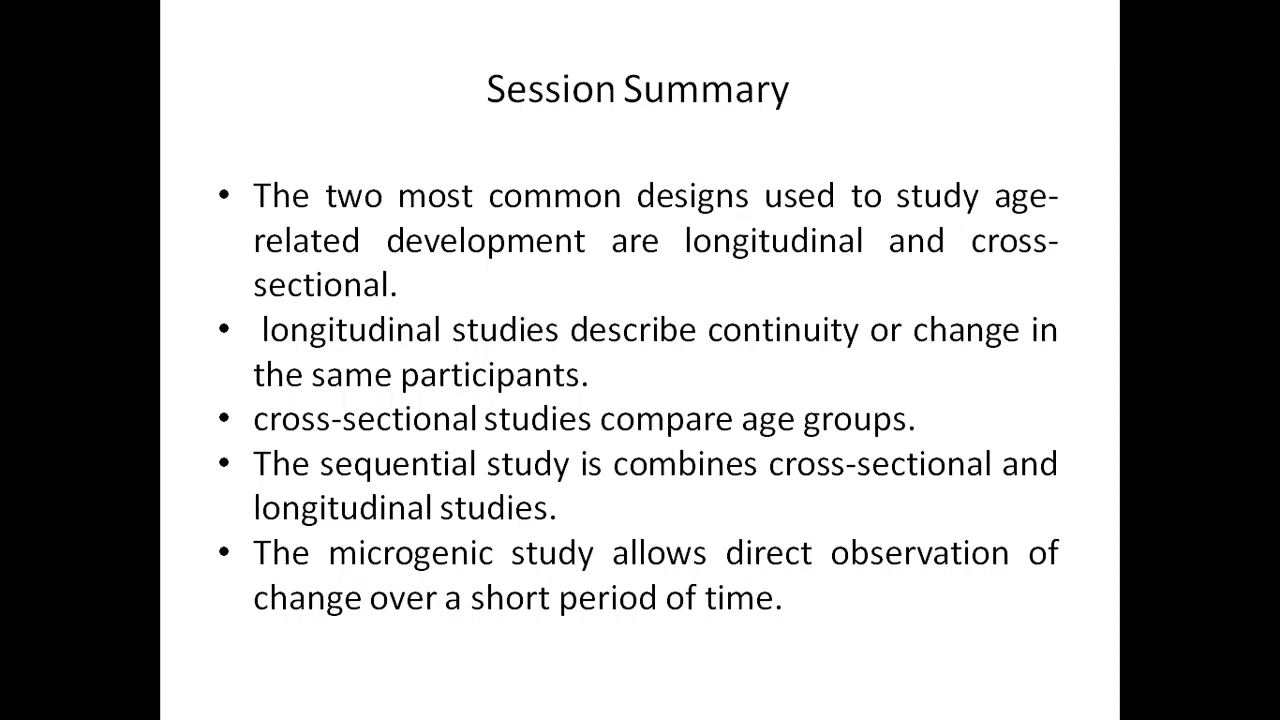 Session Summary
• The two most common designs used to study age-
related development are longitudinal and cross-
sectional.
• longitudinal studies describe continuity or change in
the same participants.
• cross-sectional studies compare age groups.
• The sequential study is combines cross-sectional and
longitudinal studies.
• The microgenic study allows direct observation of
change over a short period of time.